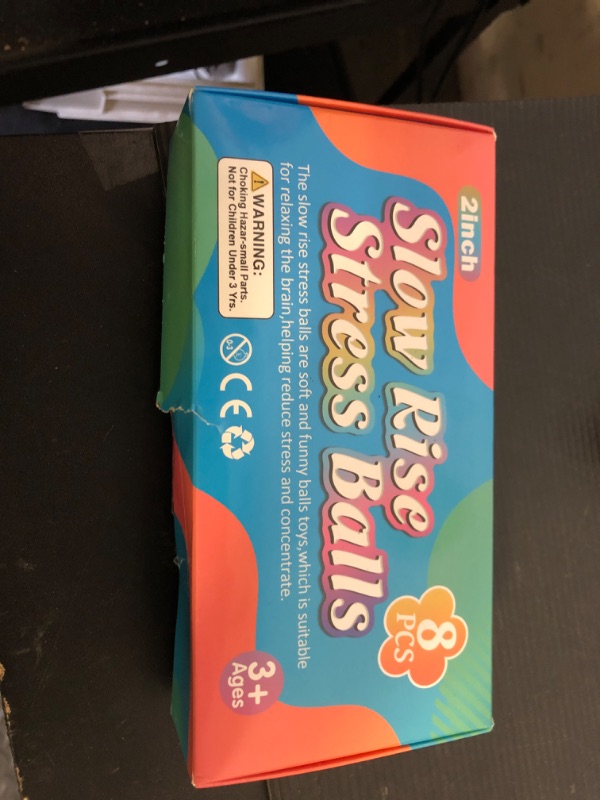 2inch
Slow Rise
Stress Balls
8
PCS
The slow rise stress balls are soft and funny balls toys,which is suitable
for relaxing the brain,helping reduce stress and concentrate.
WARNING:
Choking Hazar-small Parts.
Not for Children Under 3 Yrs.
0-3
CE
3+
Ages